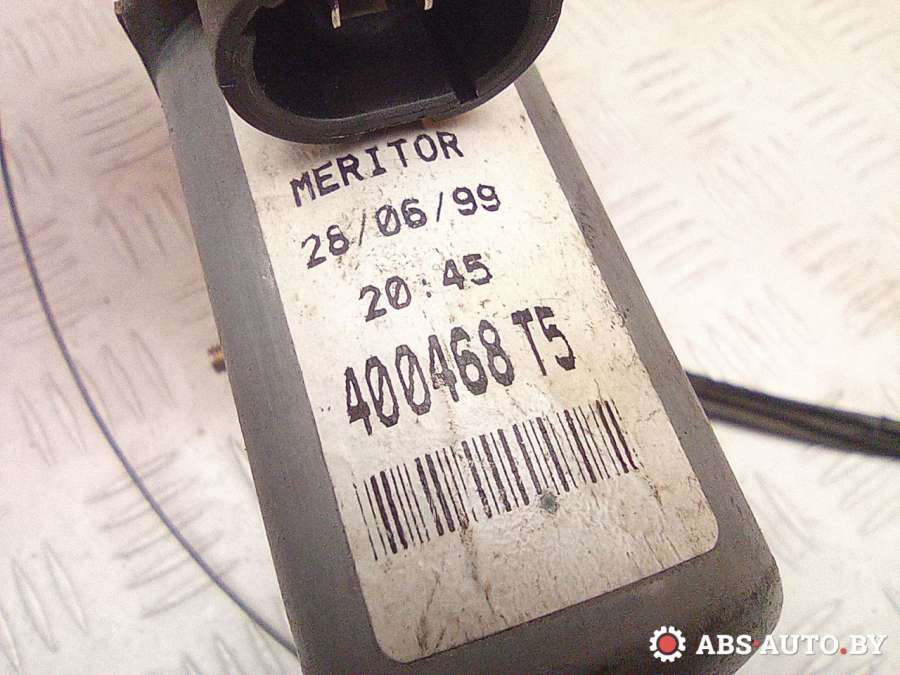 MERITOR
28/06/99
20:45
400468 T5
ABS-AUTO.BY